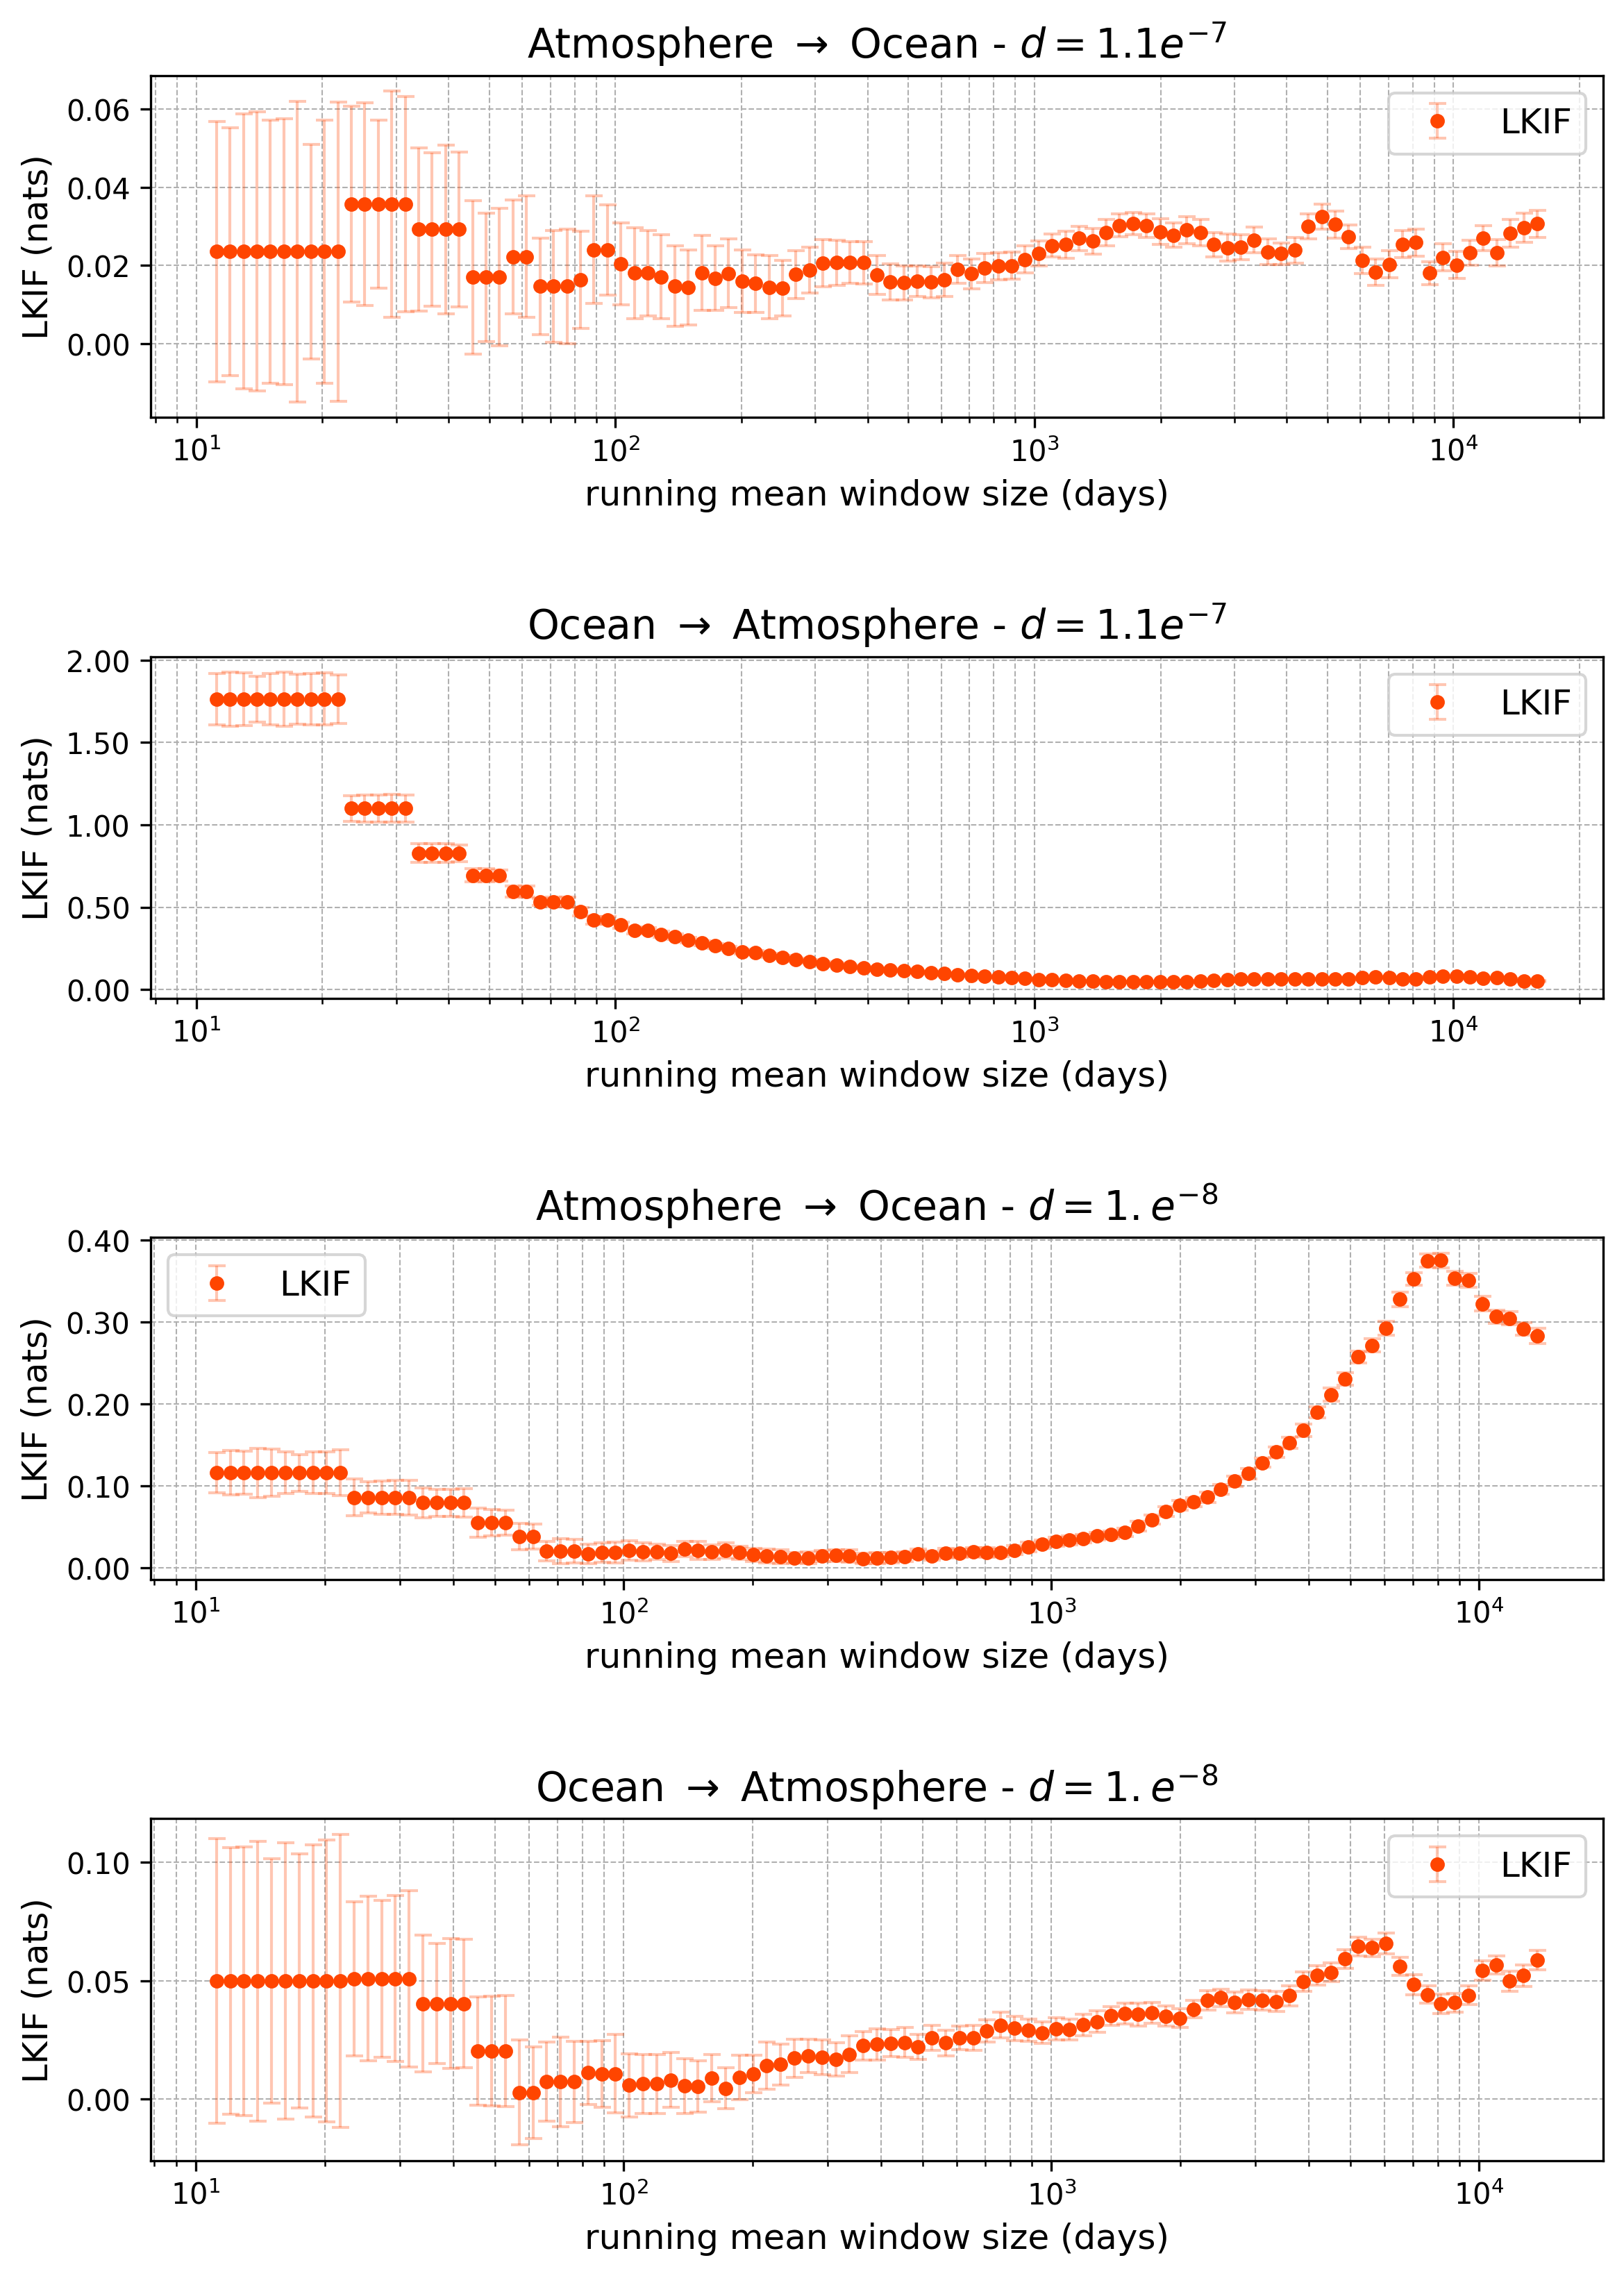 Atmosphere → Ocean - d = 1.1e⁻⁷
LKIF (nats)
0.06
0.04
0.02
0.00
LKIF
10¹ 10² 10³ 10⁴
running mean window size (days)
Ocean → Atmosphere - d = 1.1e⁻⁷
LKIF (nats)
2.00
1.50
1.00
0.50
0.00
LKIF
10¹ 10² 10³ 10⁴
running mean window size (days)
Atmosphere → Ocean - d = 1.e⁻⁸
LKIF (nats)
0.40
0.30
0.20
0.10
0.00
LKIF
10¹ 10² 10³ 10⁴
running mean window size (days)
Ocean → Atmosphere - d = 1.e⁻⁸
LKIF (nats)
0.10
0.05
0.00
LKIF
10¹ 10² 10³ 10⁴
running mean window size (days)